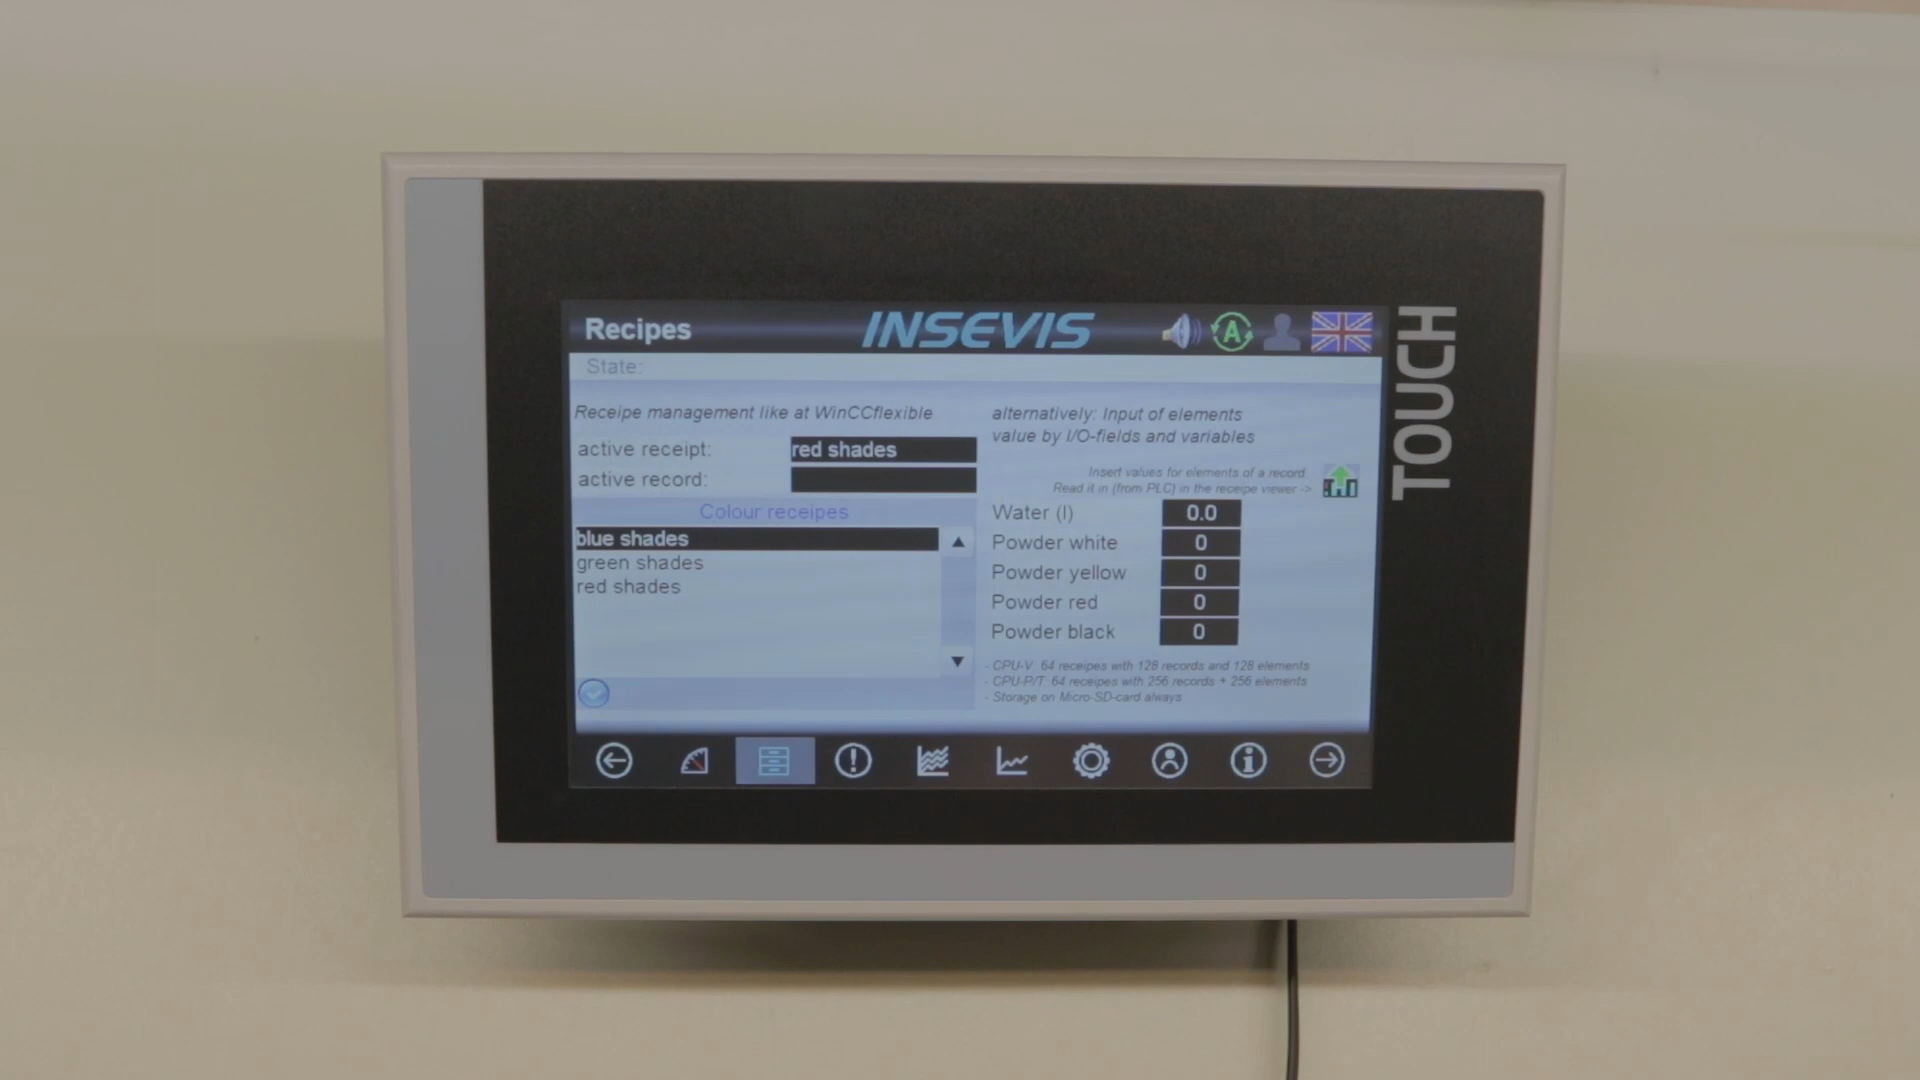 Recipes
INSEVIS
A
State:
Receipe management like at WinCCflexible
active receipt:
red shades
active record:
Colour receipes
blue shades
green shades
red shades
alternatively: Input of elements
value by I/O-fields and variables
Insert values for elements of a record.
Read it in (from PLC) in the receipe viewer ->
Water (l)
0.0
Powder white
0
Powder yellow
0
Powder red
0
Powder black
0
- CPU-V: 64 receipes with 128 records and 128 elements
- CPU-P/T: 64 receipes with 256 records + 256 elements
- Storage on Micro-SD-card always
TOUCH